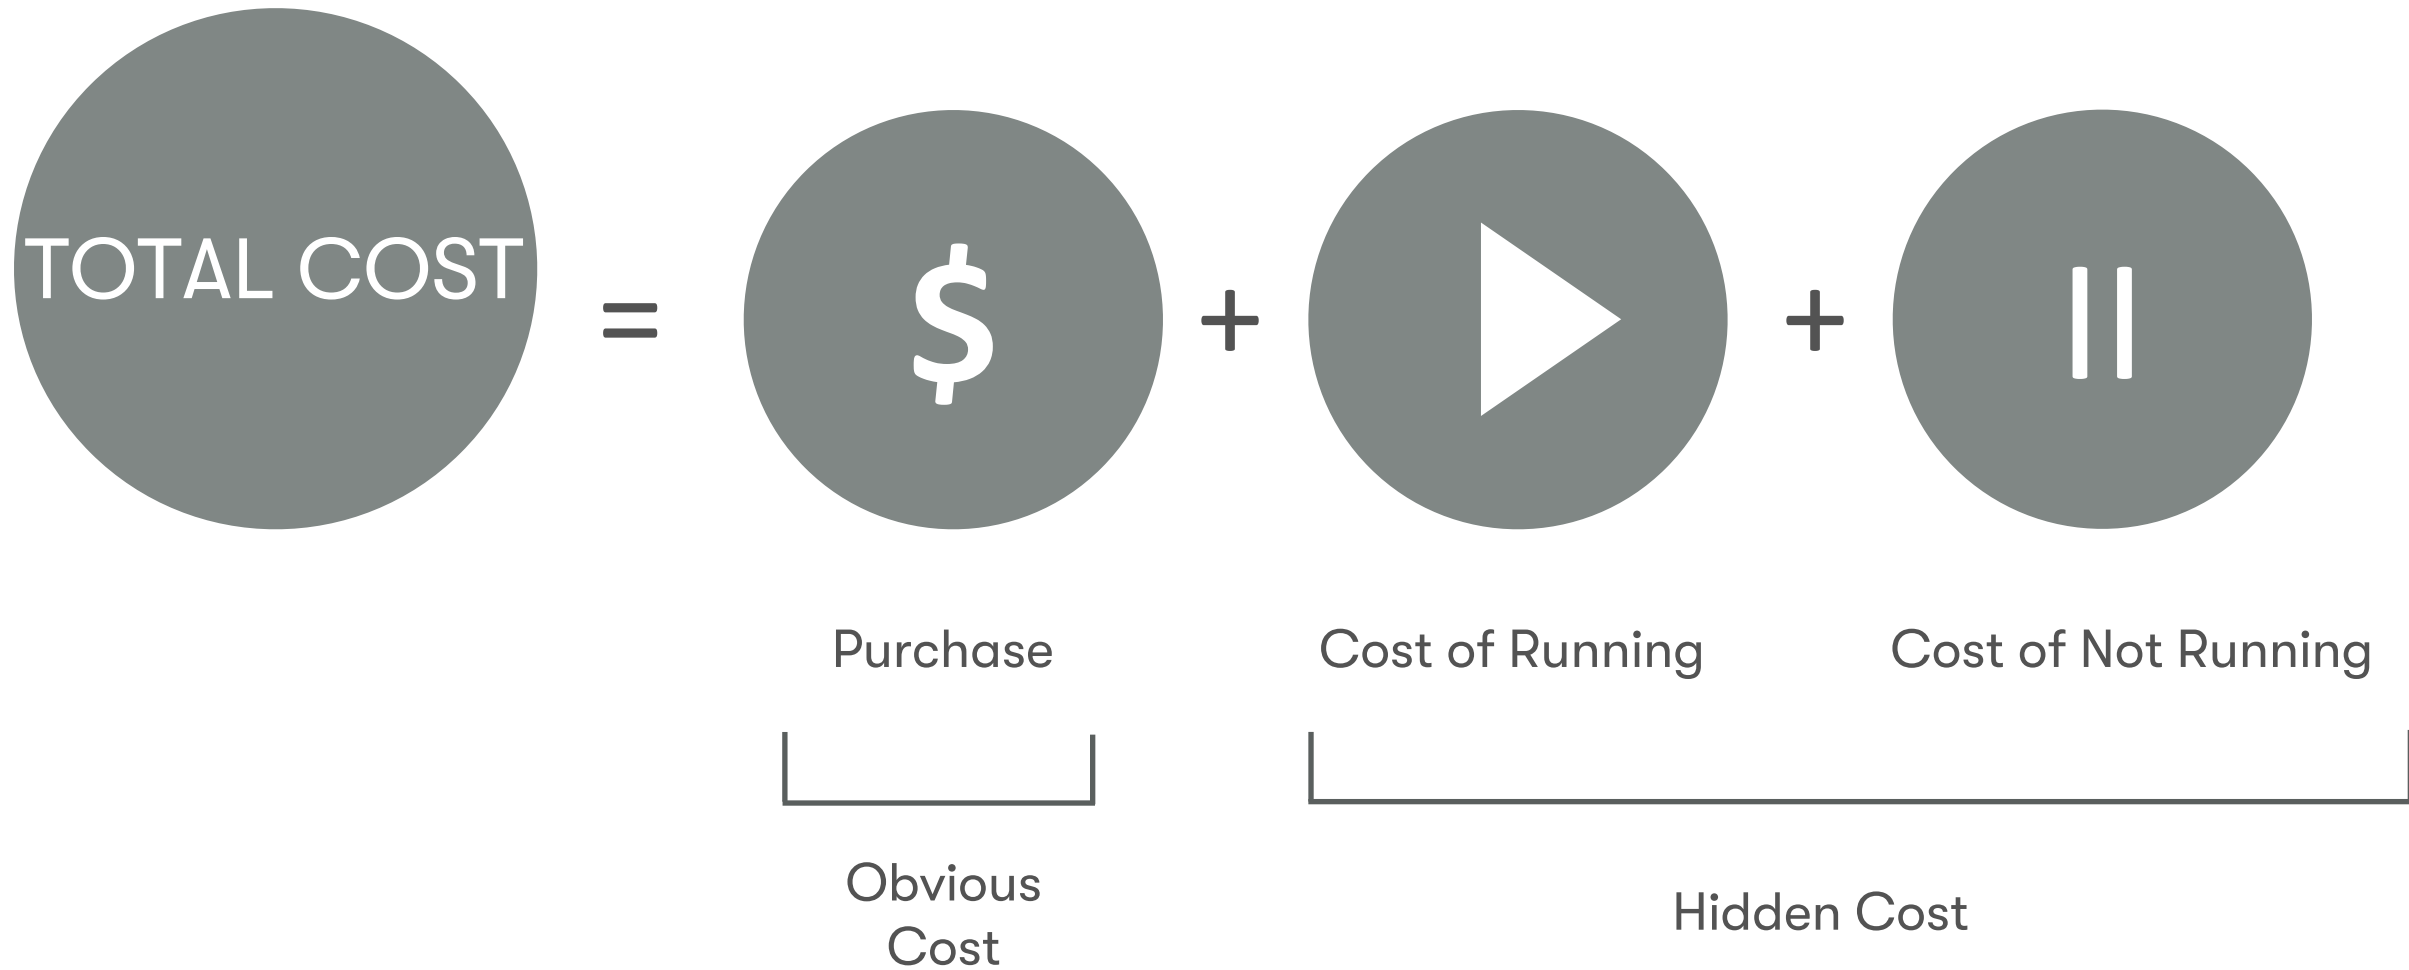 TOTAL COST
=
$
+
+
Purchase
Cost of Running
Cost of Not Running
Obvious
Cost
Hidden Cost